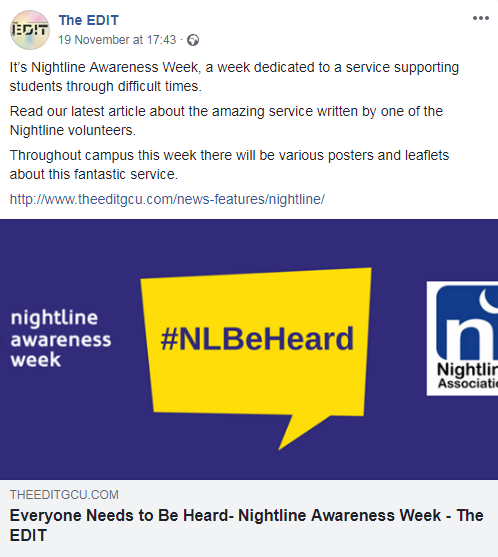 EDIT
The EDIT
19 November at 17:43 ·
It's Nightline Awareness Week, a week dedicated to a service supporting
students through difficult times.
Read our latest article about the amazing service written by one of the
Nightline volunteers.
Throughout campus this week there will be various posters and leaflets
about this fantastic service.
http://www.theeditgcu.com/news-features/nightline/
nightline
awareness
week
#NLBeHeard
n
Nightlin
Associatio
THEEDITGCU.COM
Everyone Needs to Be Heard- Nightline Awareness Week - The
EDIT